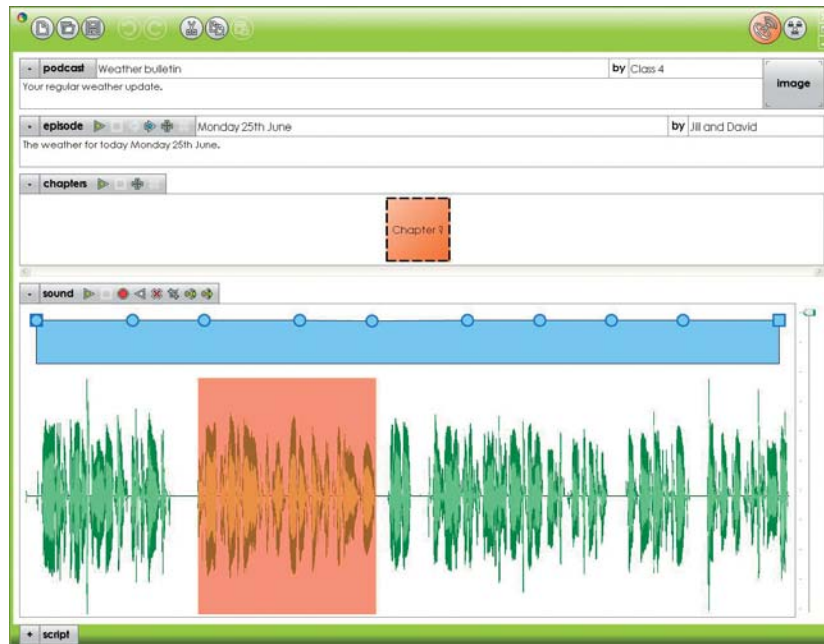 - podcast Weather bulletin by Class 4
Your regular weather update.
image
- episode Monday 25th June by Jill and David
The weather for today Monday 25th June.
- chapters
Chapter ?
- sound
+ script